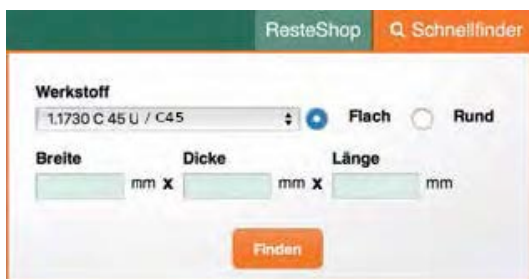 ResteShop Schnellfinder
Werkstoff
1.1730 C 45 U / C45 Flach Rund
Breite Dicke Länge
mm x mm x mm
Finden